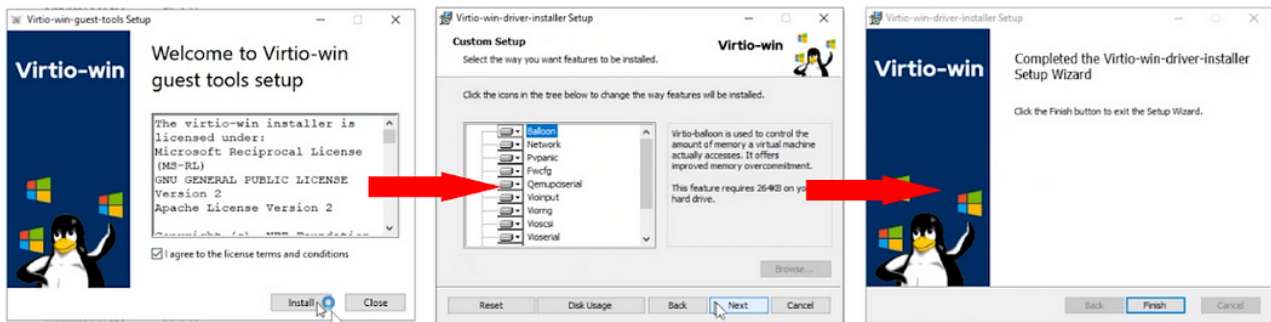 Virtio-win-guest-tools Setup
Virtio-win
Welcome to Virtio-win
guest tools setup
The virtio-win installer is
licensed under:
Microsoft Reciprocal License
(MS-RL)
GNU GENERAL PUBLIC LICENSE
Version 2
Apache License Version 2
I agree to the license terms and conditions
Install
Close
Virtio-win-driver-installer Setup
Custom Setup
Select the way you want features to be installed.
Virtio-win
Click the icons in the tree below to change the way features will be installed.
Balloon
Network
Pvpanic
Fwcfg
Qemupciserial
Vioinput
Viorng
Vioscsi
Vioserial
Virtio-balloon is used to control the
amount of memory a virtual machine
actually accesses. It offers
improved memory overcommitment.
This feature requires 264KB on
hard drive.
Browse...
Reset
Disk Usage
Back
Next
Cancel
Virtio-win-driver-installer Setup
Virtio-win
Completed the Virtio-win-driver-installer
Setup Wizard
Click the Finish button to exit the Setup Wizard.
Back
Finish
Cancel